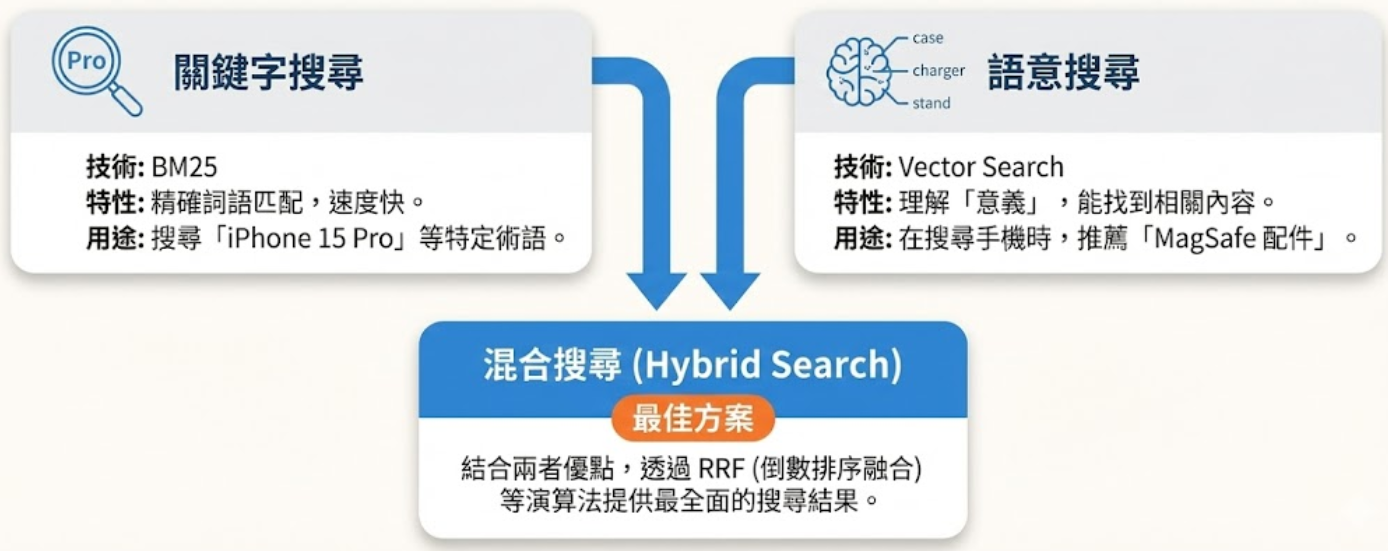 Pro
關鍵字搜尋
技術: BM25
特性: 精確詞語匹配，速度快。
用途: 搜尋「iPhone 15 Pro」等特定術語。
case
charger
stand
語意搜尋
技術: Vector Search
特性: 理解「意義」，能找到相關內容。
用途: 在搜尋手機時，推薦「MagSafe 配件」。
混合搜尋 (Hybrid Search)
最佳方案
結合兩者優點，透過 RRF (倒數排序融合)
等演算法提供最全面的搜尋結果。